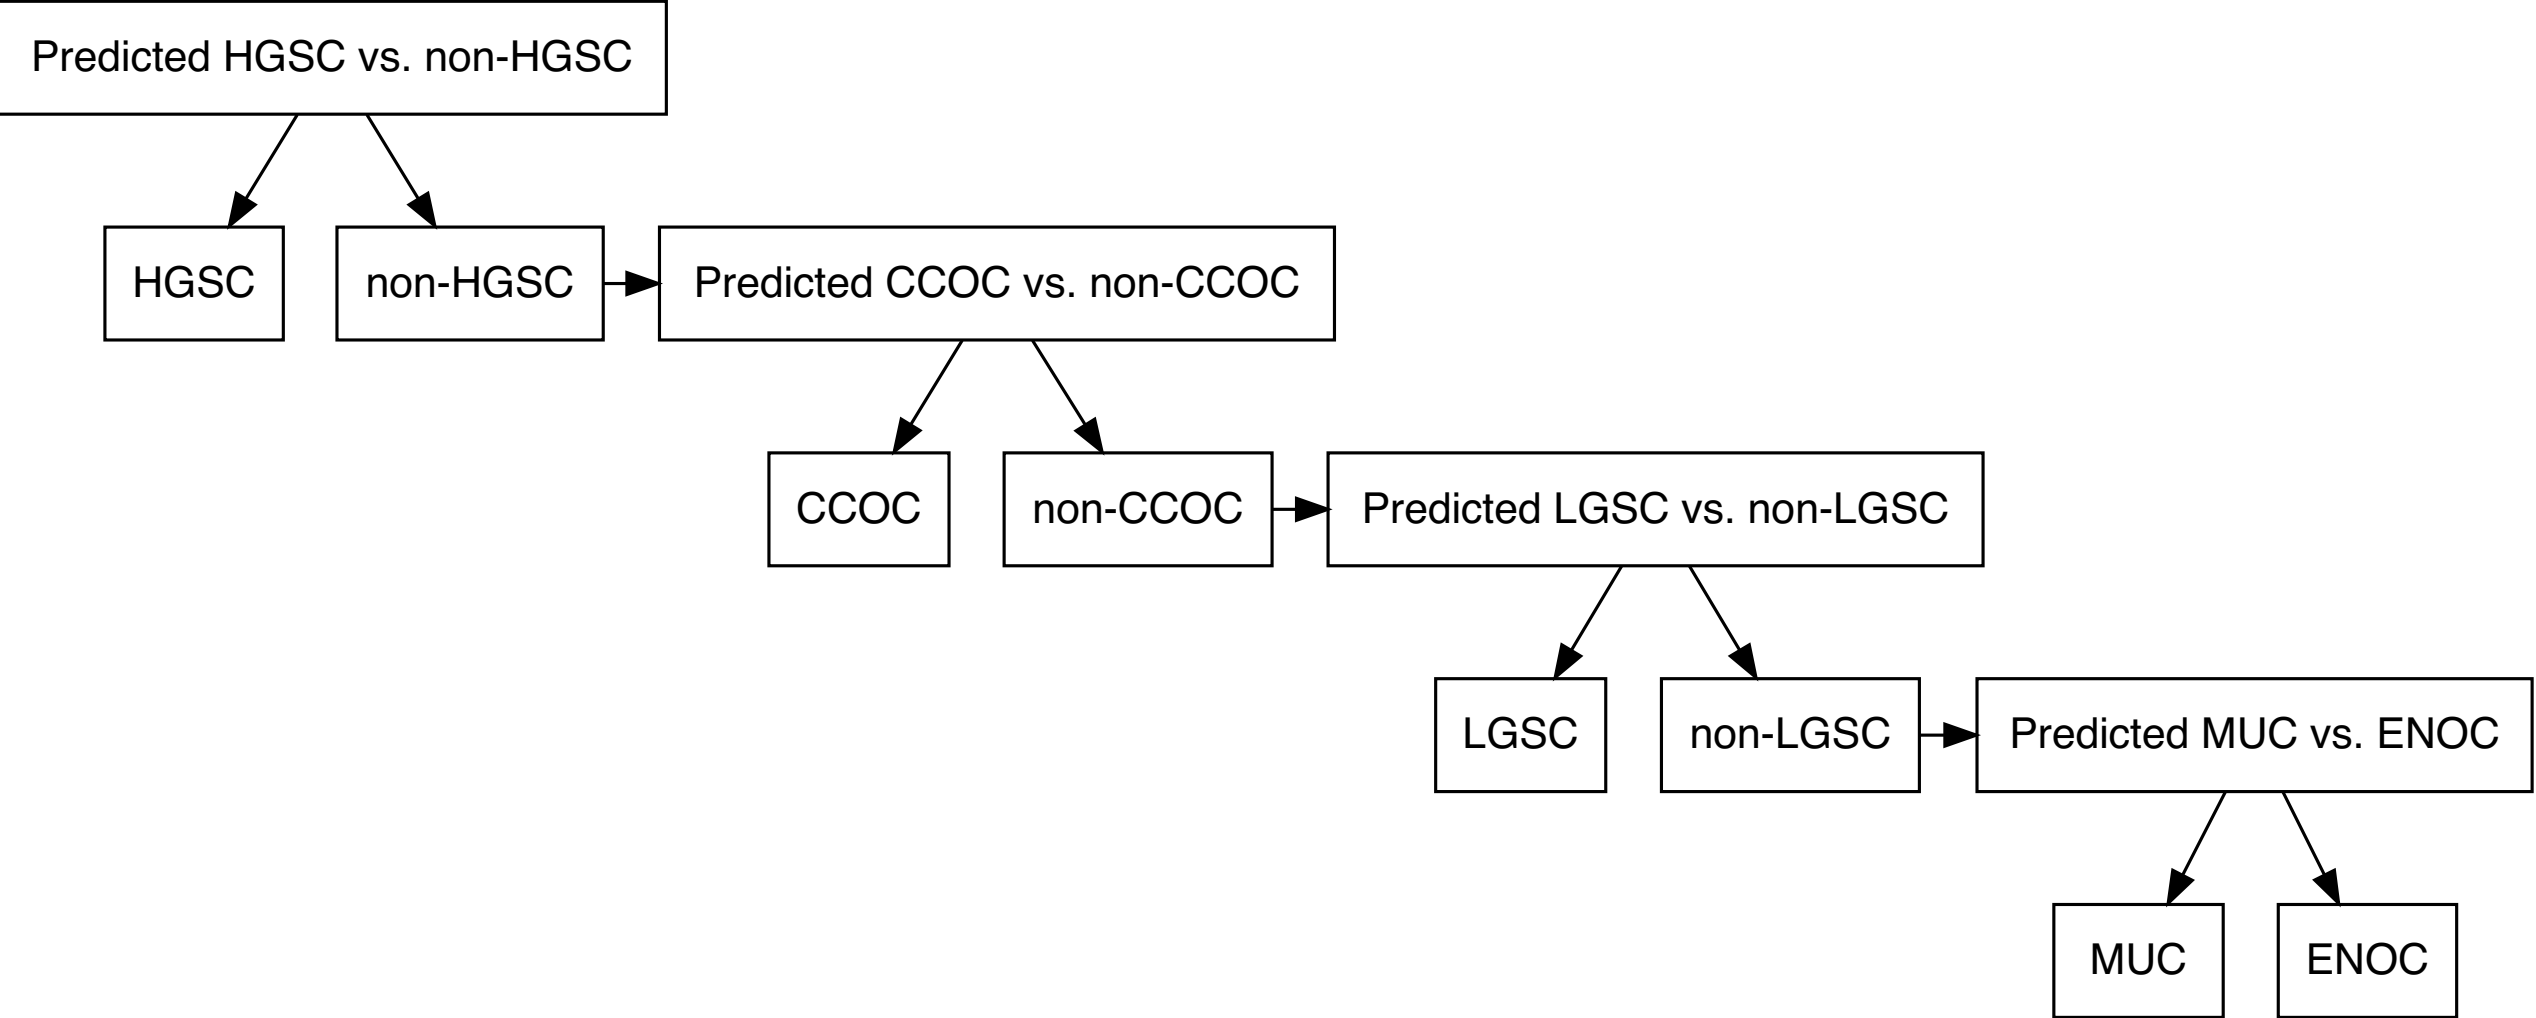 Predicted HGSC vs. non-HGSC
HGSC
non-HGSC
Predicted CCOC vs. non-CCOC
CCOC
non-CCOC
Predicted LGSC vs. non-LGSC
LGSC
non-LGSC
Predicted MUC vs. ENOC
MUC
ENOC